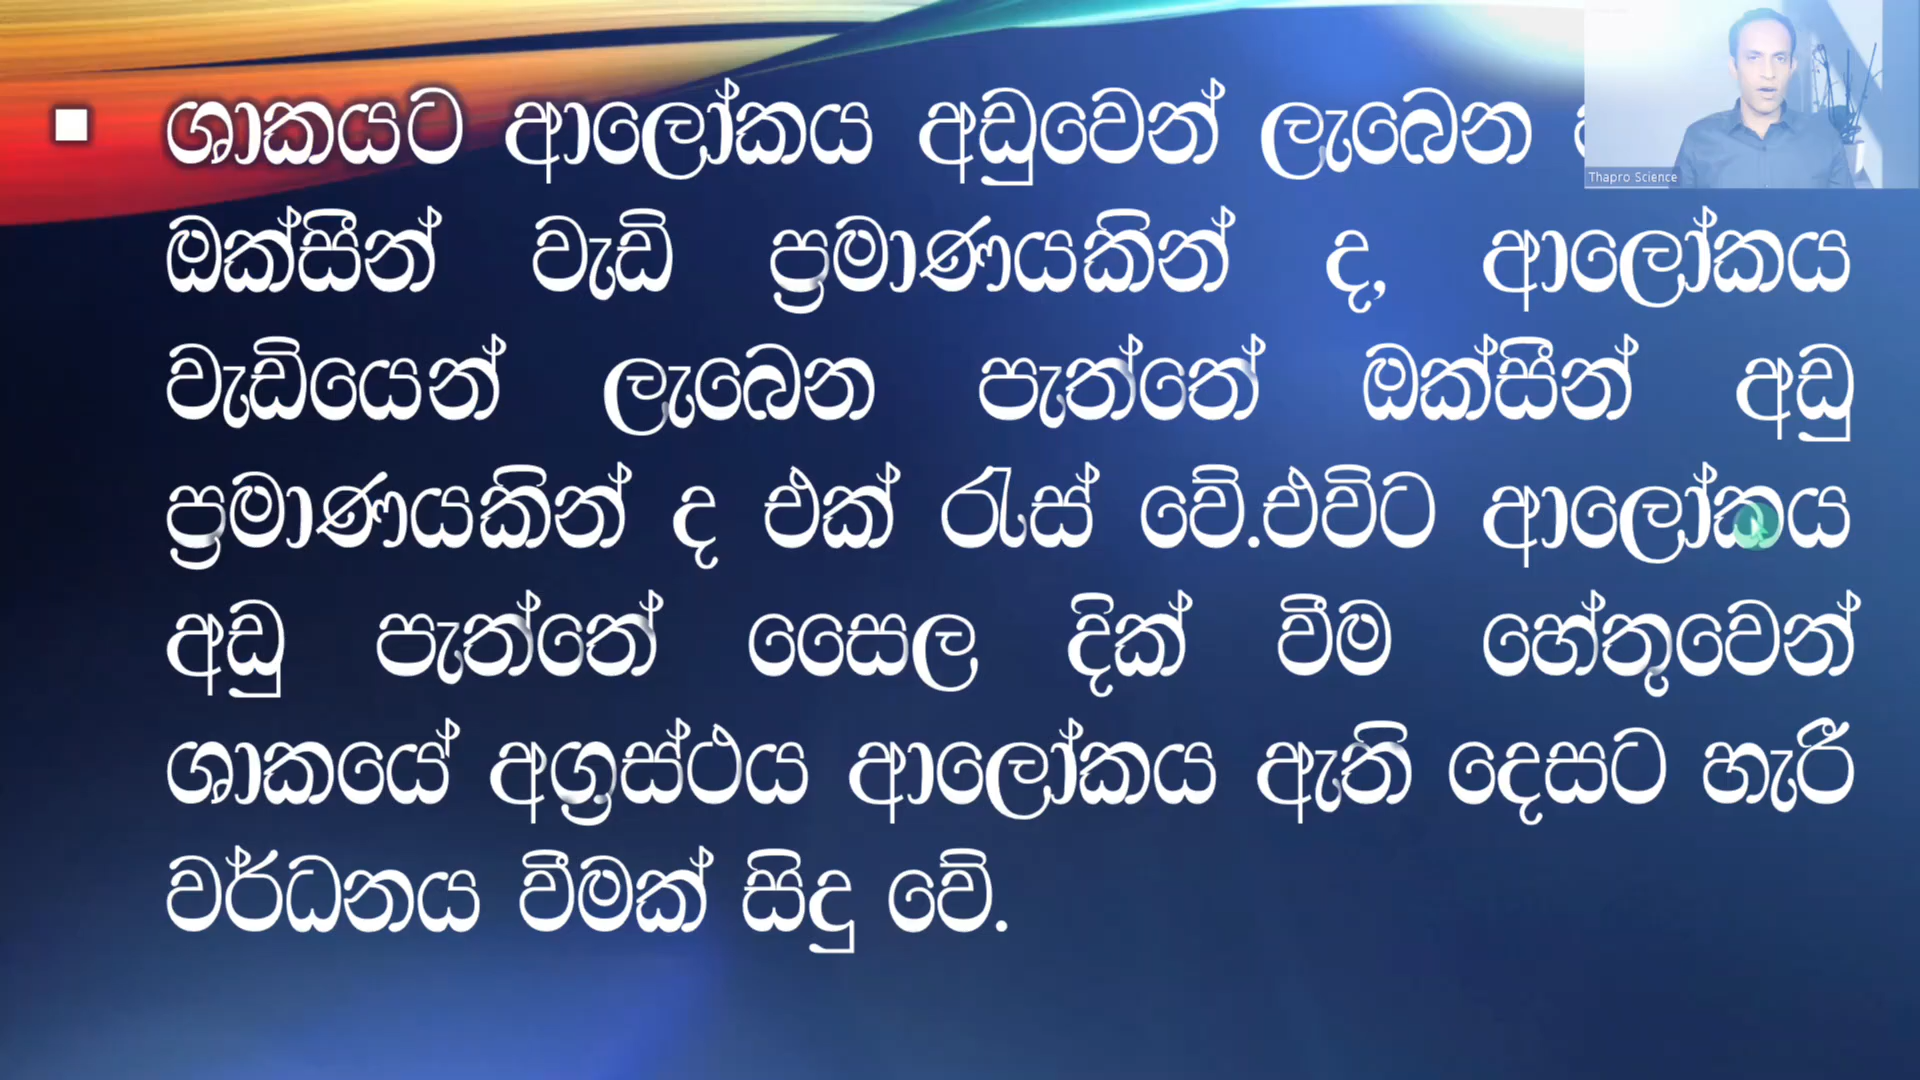 ශාකයට ආලෝකය අඩුවෙන් ලැබෙන
Thapro Science
ඔක්සීන් වැඩි ප්‍රමාණයකින් ද, ආලෝකය
වැඩියෙන් ලැබෙන පැත්තේ ඔක්සීන් අඩු
ප්‍රමාණයකින් ද එක් රැස් වේ.එවිට ආලෝකය
අඩු පැත්තේ සෛල දික් වීම හේතුවෙන්
ශාකයේ අග්‍රස්ථය ආලෝකය ඇති දෙසට හැරී
වර්ධනය වීමක් සිදු වේ.